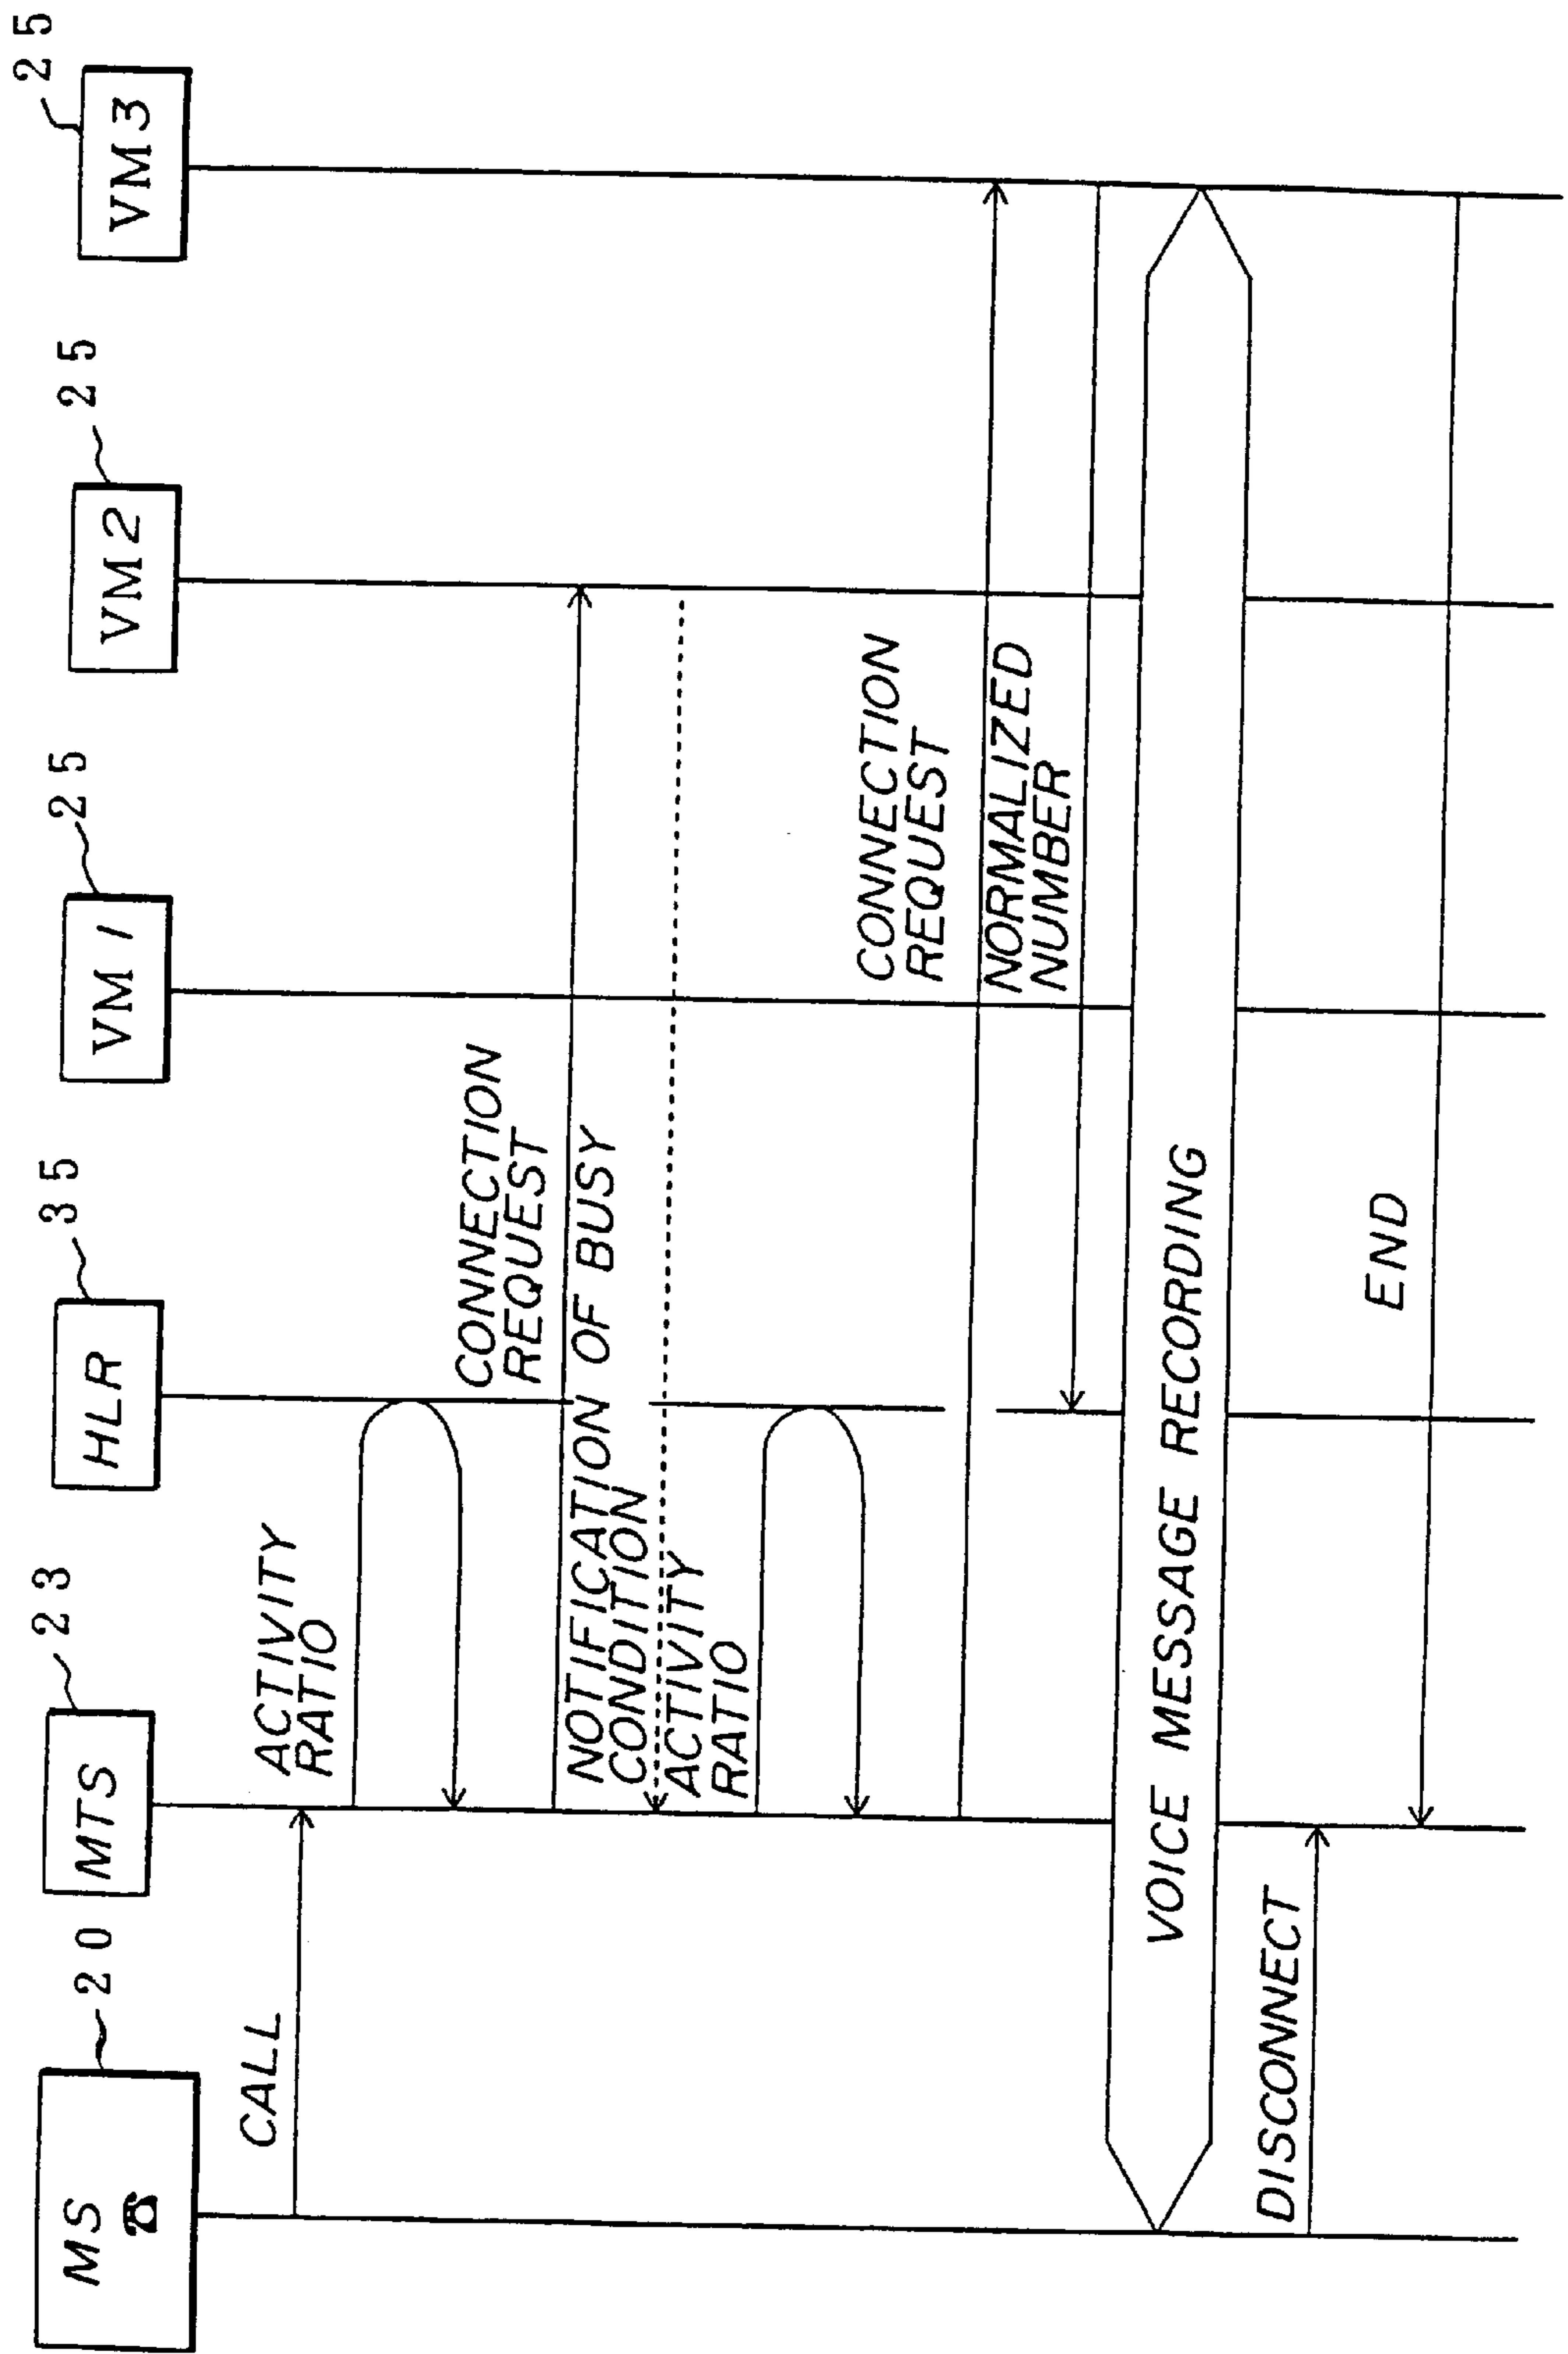 MS
20
MTS
23
HLR
35
VM1
25
VM2
25
VM3
25
CALL
ACTIVITY
RATIO
CONNECTION
REQUEST
NOTIFICATION OF BUSY
CONDITION
ACTIVITY
RATIO
CONNECTION
REQUEST
NORMALIZED
NUMBER
VOICE MESSAGE RECORDING
DISCONNECT
END